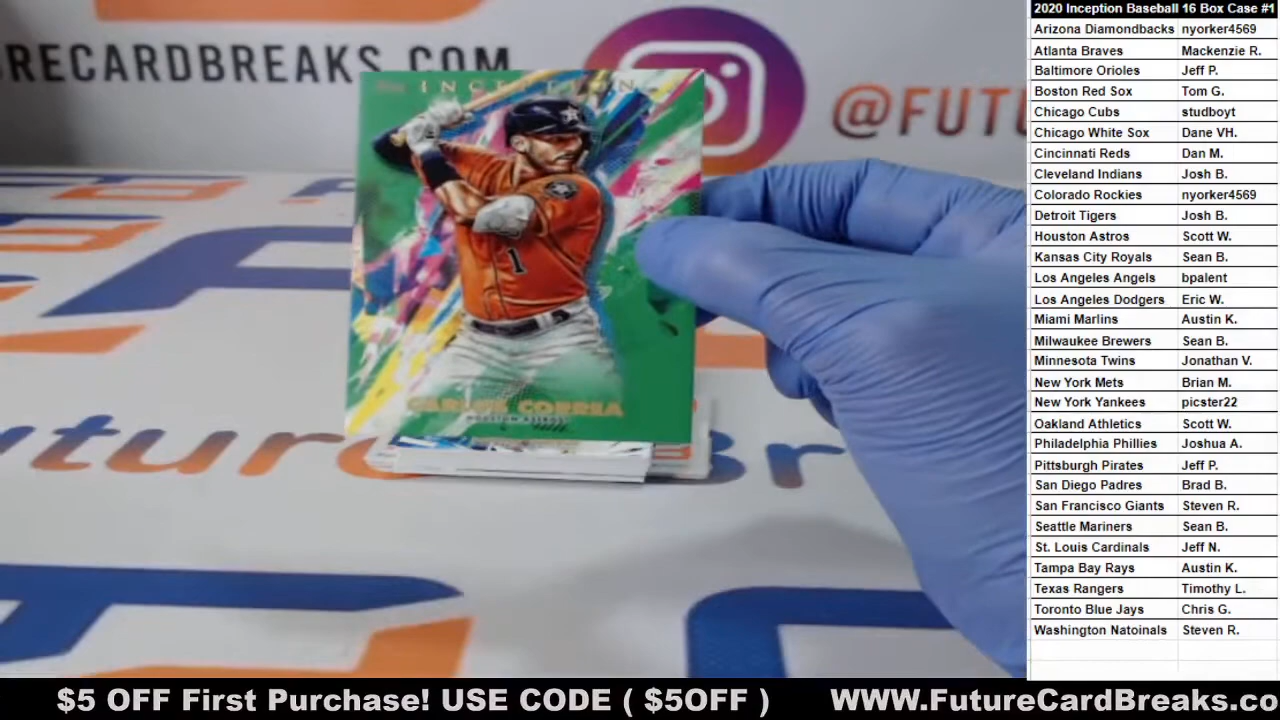 RECARDBREAKS.COM
@FUTU
INCEPTION
1
CARLOS CORREA
HOUSTON ASTROS
uture
Br
2020 Inception Baseball 16 Box Case #1
Arizona Diamondbacks nyorker4569
Atlanta Braves Mackenzie R.
Baltimore Orioles Jeff P.
Boston Red Sox Tom G.
Chicago Cubs studboyt
Chicago White Sox Dane VH.
Cincinnati Reds Dan M.
Cleveland Indians Josh B.
Colorado Rockies nyorker4569
Detroit Tigers Josh B.
Houston Astros Scott W.
Kansas City Royals Sean B.
Los Angeles Angels bpalent
Los Angeles Dodgers Eric W.
Miami Marlins Austin K.
Milwaukee Brewers Sean B.
Minnesota Twins Jonathan V.
New York Mets Brian M.
New York Yankees picster22
Oakland Athletics Scott W.
Philadelphia Phillies Joshua A.
Pittsburgh Pirates Jeff P.
San Diego Padres Brad B.
San Francisco Giants Steven R.
Seattle Mariners Sean B.
St. Louis Cardinals Jeff N.
Tampa Bay Rays Austin K.
Texas Rangers Timothy L.
Toronto Blue Jays Chris G.
Washington Natoinals Steven R.
$5 OFF First Purchase! USE CODE ( $5OFF ) WWW.FutureCardBreaks.co